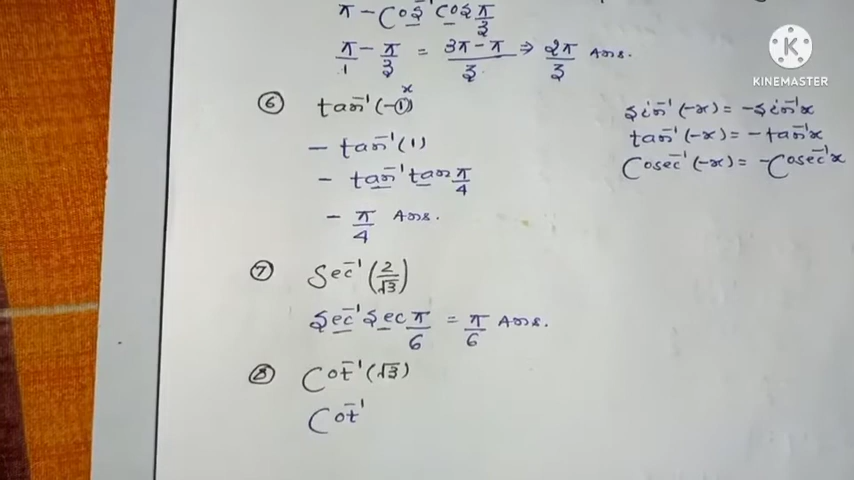 π - Cos⁻¹ cos π/3
π/1 - π/3 = 3π-π/3 ⇒ 2π/3 Ans.
K
KINEMASTER
⑥ tan⁻¹(-1) x
- tan⁻¹(1)
- tan⁻¹ tan π/4
- π/4 Ans.
sin⁻¹(-x) = -sin⁻¹x
tan⁻¹(-x) = -tan⁻¹x
Cosec⁻¹(-x) = -Cosec⁻¹x
⑦ Sec⁻¹(2/√3)
sec⁻¹ sec π/6 = π/6 Ans.
⑧ Cot⁻¹(√3)
Cot⁻¹